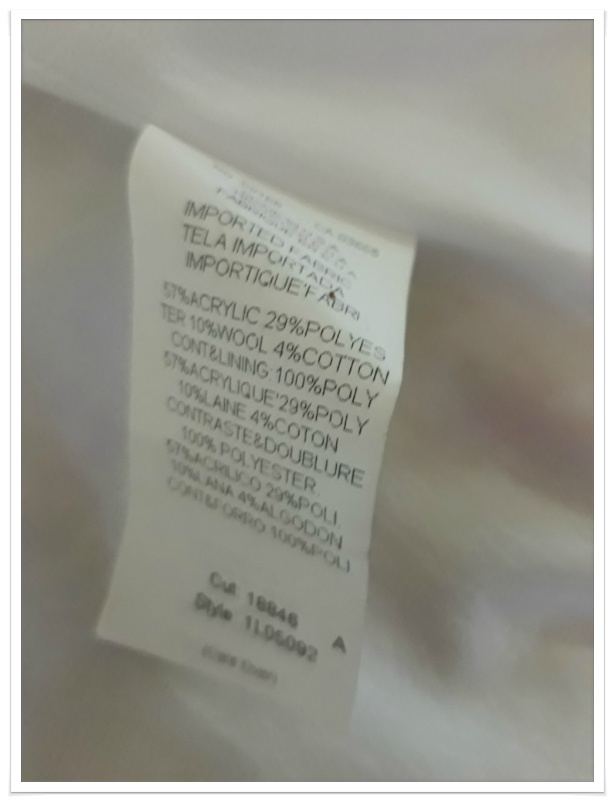 IMPORTED FABRIC
TELA IMPORTADA
IMPORTIQUE'FABRI
57%ACRYLIC 29%POLYES
TER 10%WOOL 4%COTTON
CONT&LINING 100%POLY
57%ACRYLIQUE'29%POLY
10%LAINE 4%COTON
CONTRASTE&DOUBLURE
100% POLYESTER.
57%ACRILICO 29%POLI.
10%LANA 4%ALGODON
CONT&FORRO 100%POLI
Cut: 18846
Style: A